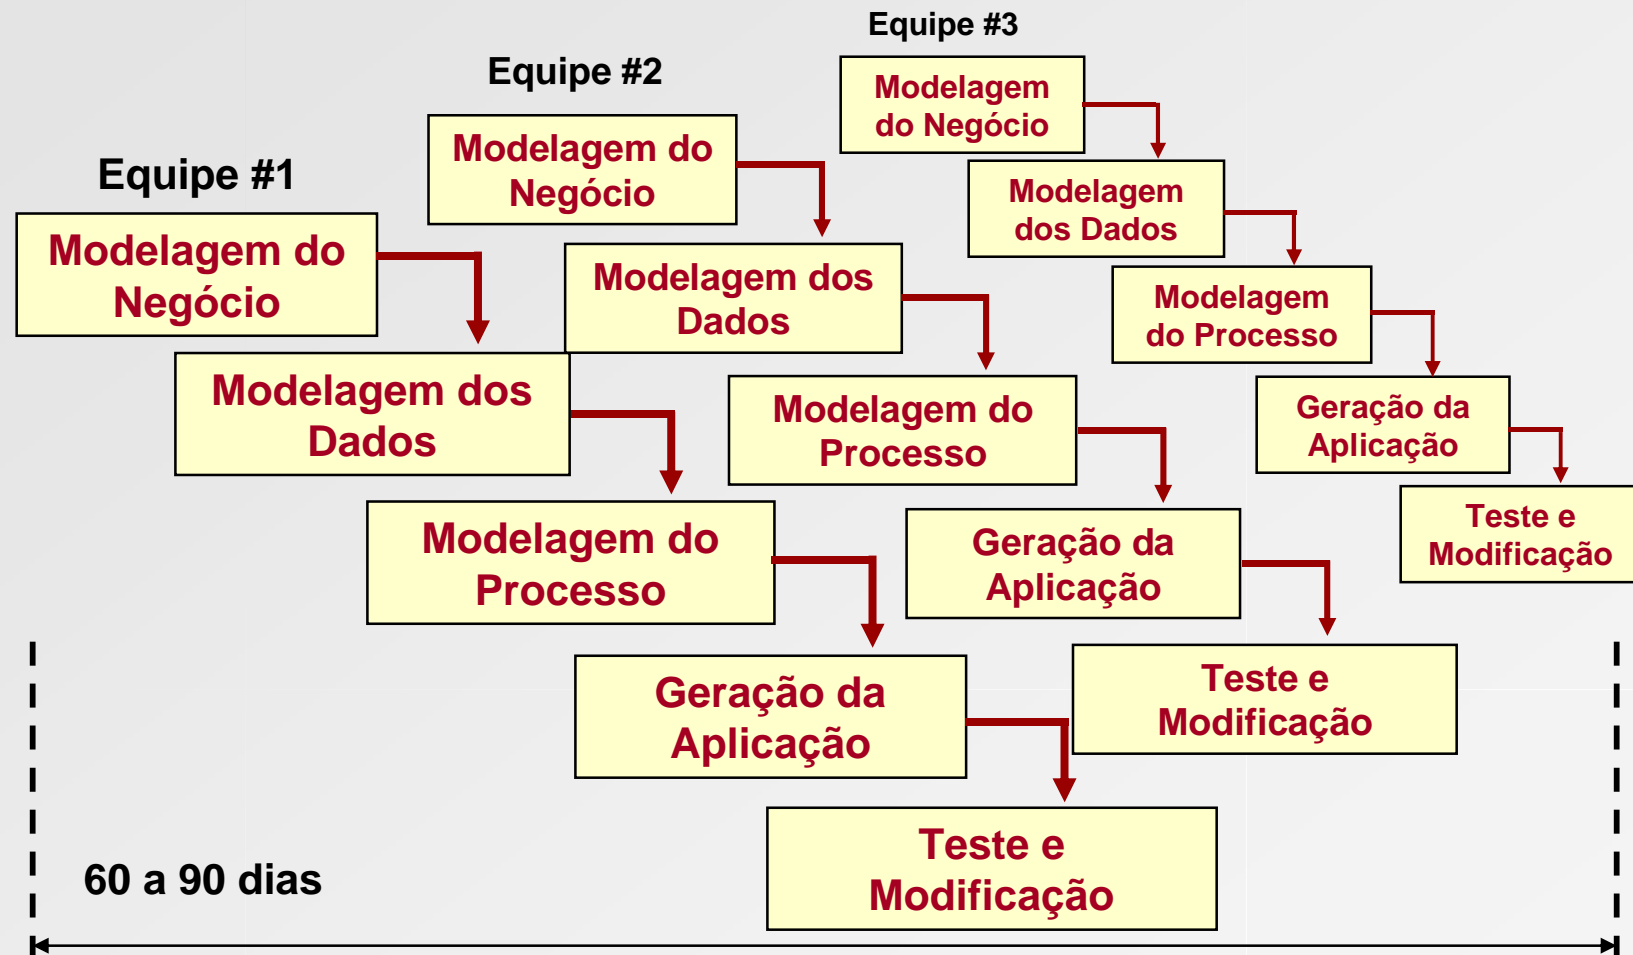 Equipe #1
Modelagem do
Negócio
Modelagem dos
Dados
Modelagem do
Processo
Geração da
Aplicação
Teste e
Modificação
Equipe #2
Modelagem do
Negócio
Modelagem dos
Dados
Modelagem do
Processo
Geração da
Aplicação
Teste e
Modificação
Equipe #3
Modelagem
do Negócio
Modelagem
dos Dados
Modelagem
do Processo
Geração da
Aplicação
Teste e
Modificação
60 a 90 dias